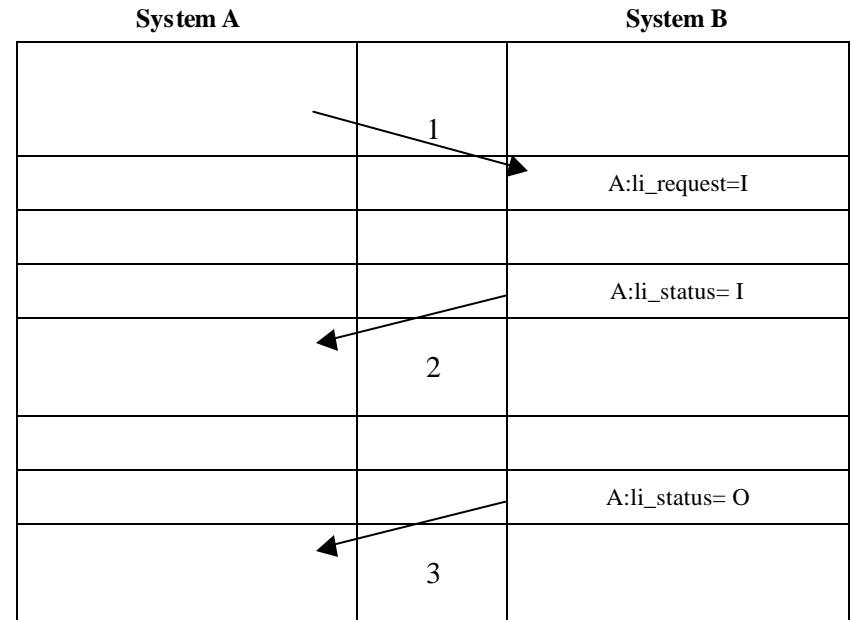 System A System B
1
A:li_request=I
A:li_status= I
2
A:li_status= O
3